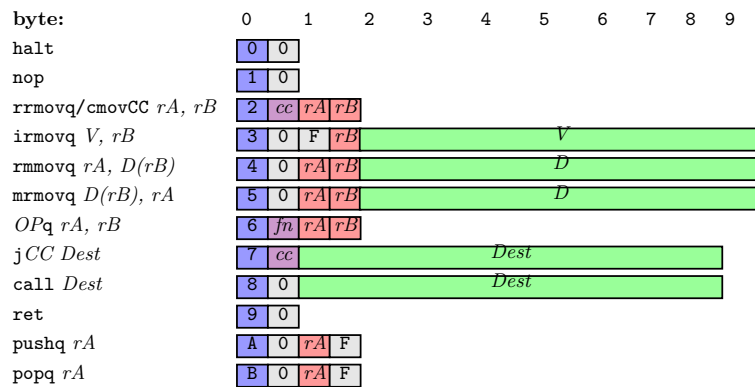 byte: 0 1 2 3 4 5 6 7 8 9
halt 0 0
nop 1 0
rrmovq/cmovCC rA, rB 2 cc rA rB
irmovq V, rB 3 0 F rB V
rmmovq rA, D(rB) 4 0 rA rB D
mrmovq D(rB), rA 5 0 rA rB D
OPq rA, rB 6 fn rA rB
jCC Dest 7 cc Dest
call Dest 8 0 Dest
ret 9 0
pushq rA A 0 rA F
popq rA B 0 rA F